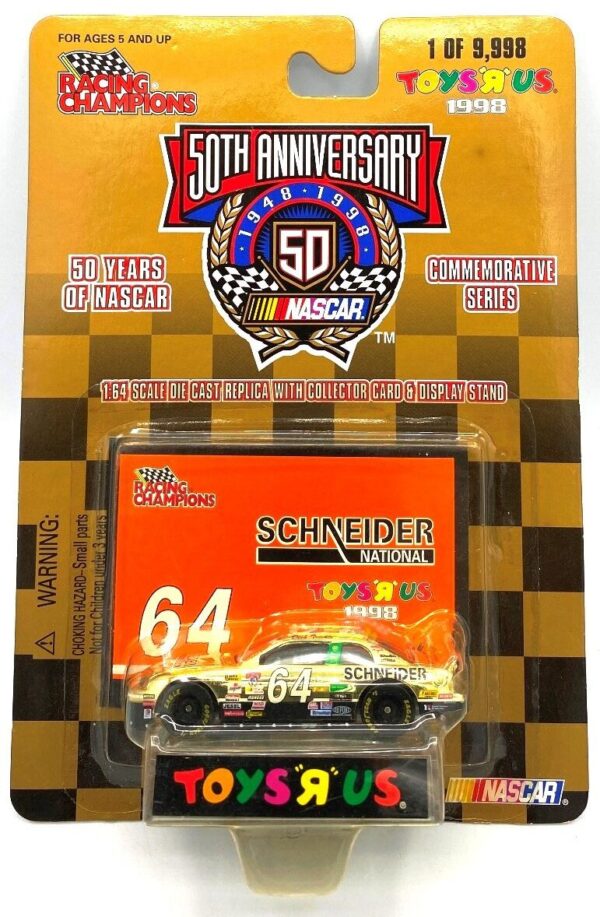 FOR AGES 5 AND UP
1 OF 9,998
RACING CHAMPIONS®
TOYS "R" US.
1998
50TH ANNIVERSARY
1948 · 1998
50
NASCAR
TM
50 YEARS
OF NASCAR
COMMEMORATIVE
SERIES
1:64 SCALE DIE CAST REPLICA WITH COLLECTOR CARD & DISPLAY STAND
WARNING:
CHOKING HAZARD–Small parts
Not for Children under 3 years
RACING
CHAMPIONS
SCHNEIDER
NATIONAL
TOYS "R" US.
1998
64
64
SCHNEIDER
EAGLE
TOYS "R" US®
NASCAR®